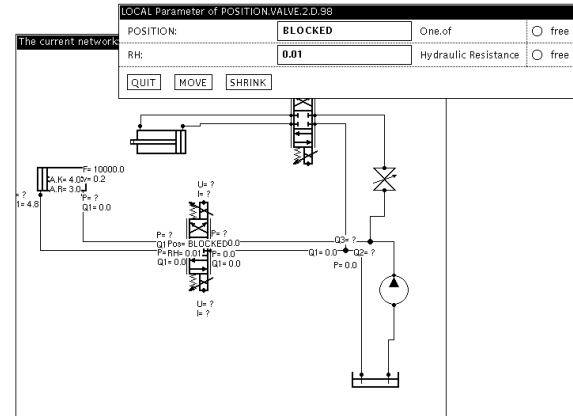 LOCAL Parameter of POSITION.VALVE.2.D.98
POSITION: BLOCKED One.of free
RH: 0.01 Hydraulic Resistance free
QUIT MOVE SHRINK
The current network
F= 10000.0
A.K= 4.0 v= 0.2
A.R= 3.0
= ? P= ?
1= 4.8 Q1= 0.0
U= ?
I= ?
P= ? P= ?
Q1 Pos= BLOCKED 0.0
P= RH= 0.01 P= 0.0
Q1= 0.0 Q1= 0.0
U= ?
I= ?
Q3= ?
Q1= 0.0 Q2= ?
P= 0.0